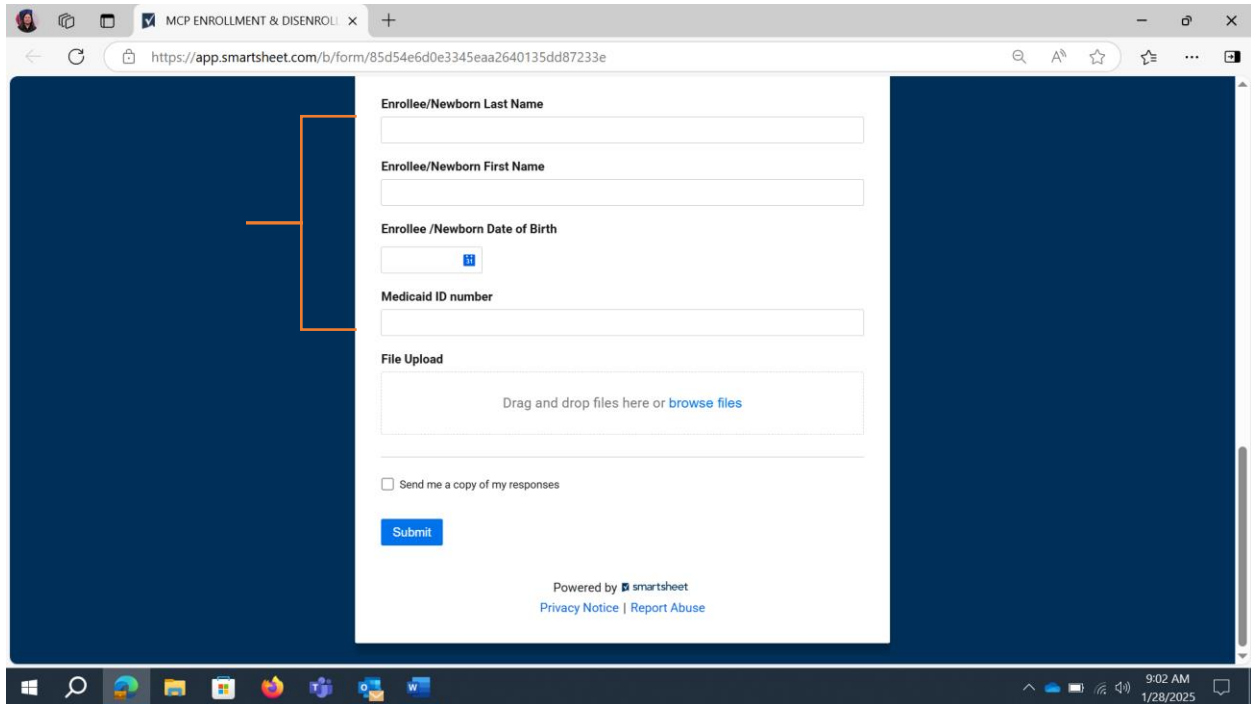 MCP ENROLLMENT & DISENROLL
https://app.smartsheet.com/b/form/85d54e6d0e3345eaa2640135dd87233e
Enrollee/Newborn Last Name
Enrollee/Newborn First Name
Enrollee /Newborn Date of Birth
31
Medicaid ID number
File Upload
Drag and drop files here or browse files
Send me a copy of my responses
Submit
Powered by smartsheet
Privacy Notice | Report Abuse
9:02 AM
1/28/2025